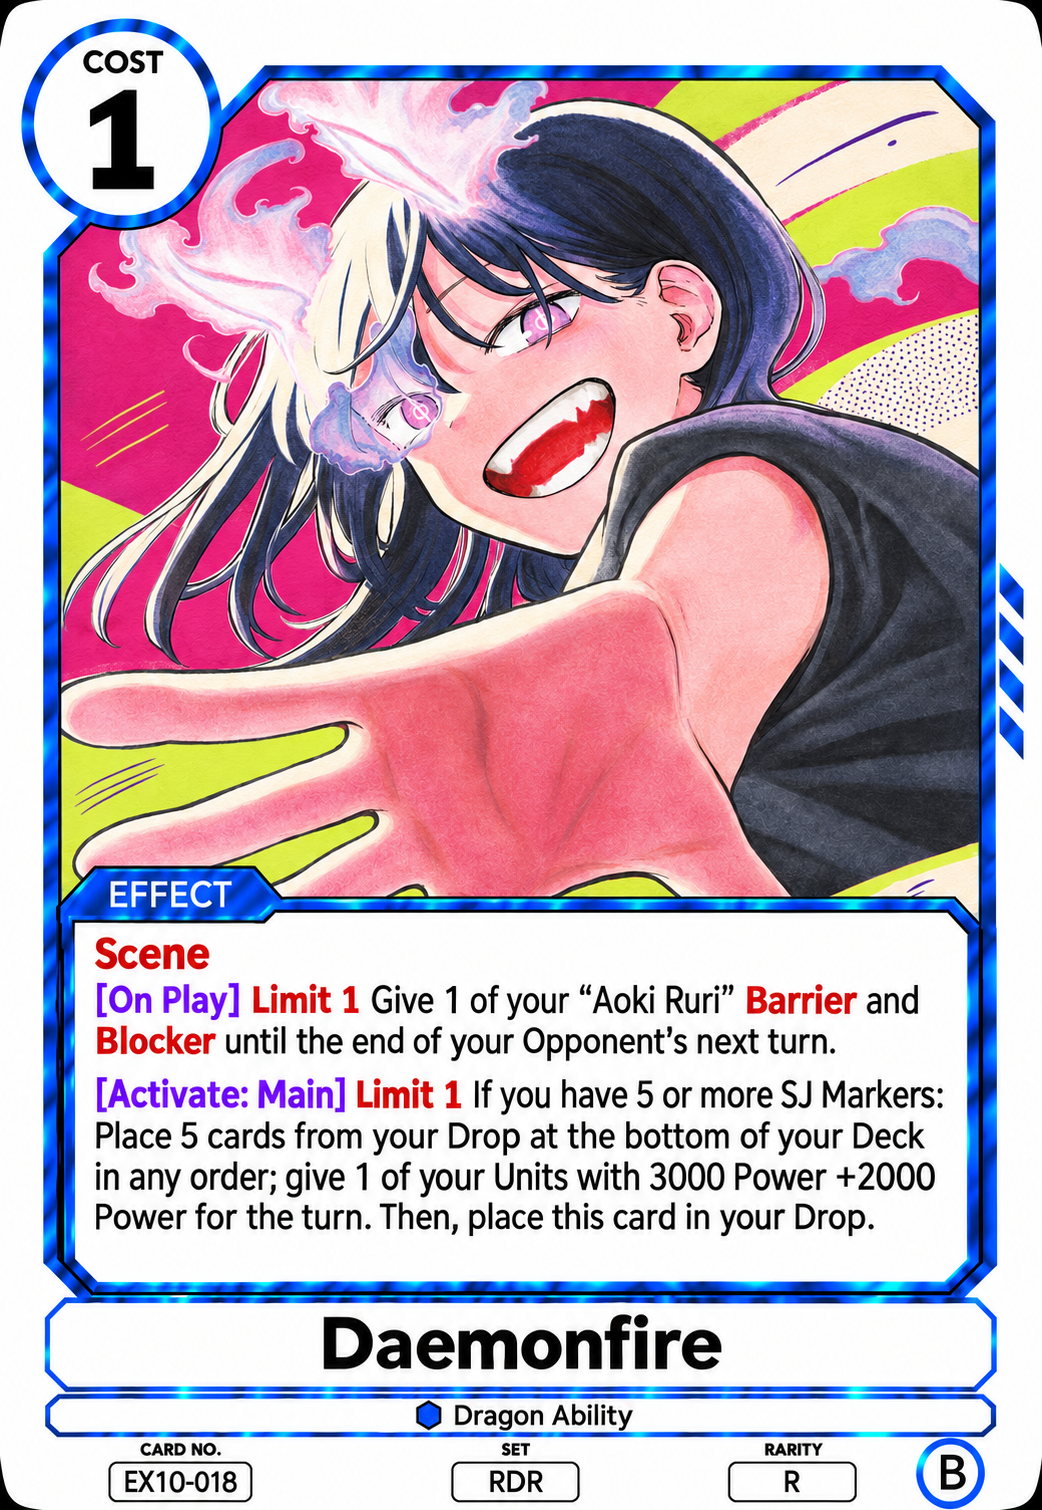 COST
1
EFFECT
Scene
[On Play] Limit 1 Give 1 of your “Aoki Ruri” Barrier and
Blocker until the end of your Opponent’s next turn.
[Activate: Main] Limit 1 If you have 5 or more SJ Markers:
Place 5 cards from your Drop at the bottom of your Deck
in any order; give 1 of your Units with 3000 Power +2000
Power for the turn. Then, place this card in your Drop.
Daemonfire
Dragon Ability
CARD NO. SET RARITY
EX10-018 RDR R B